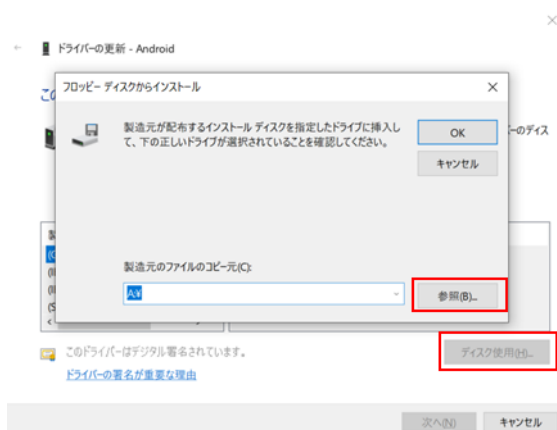 ドライバーの更新 - Android
フロッピー ディスクからインストール
製造元が配布するインストール ディスクを指定したドライブに挿入し
て、下の正しいドライブが選択されていることを確認してください。
OK
キャンセル
製造元のファイルのコピー元(C):
A:¥
参照(B)...
このドライバーはデジタル署名されています。
ディスク使用(H)...
ドライバーの署名が重要な理由
次へ(N)
キャンセル